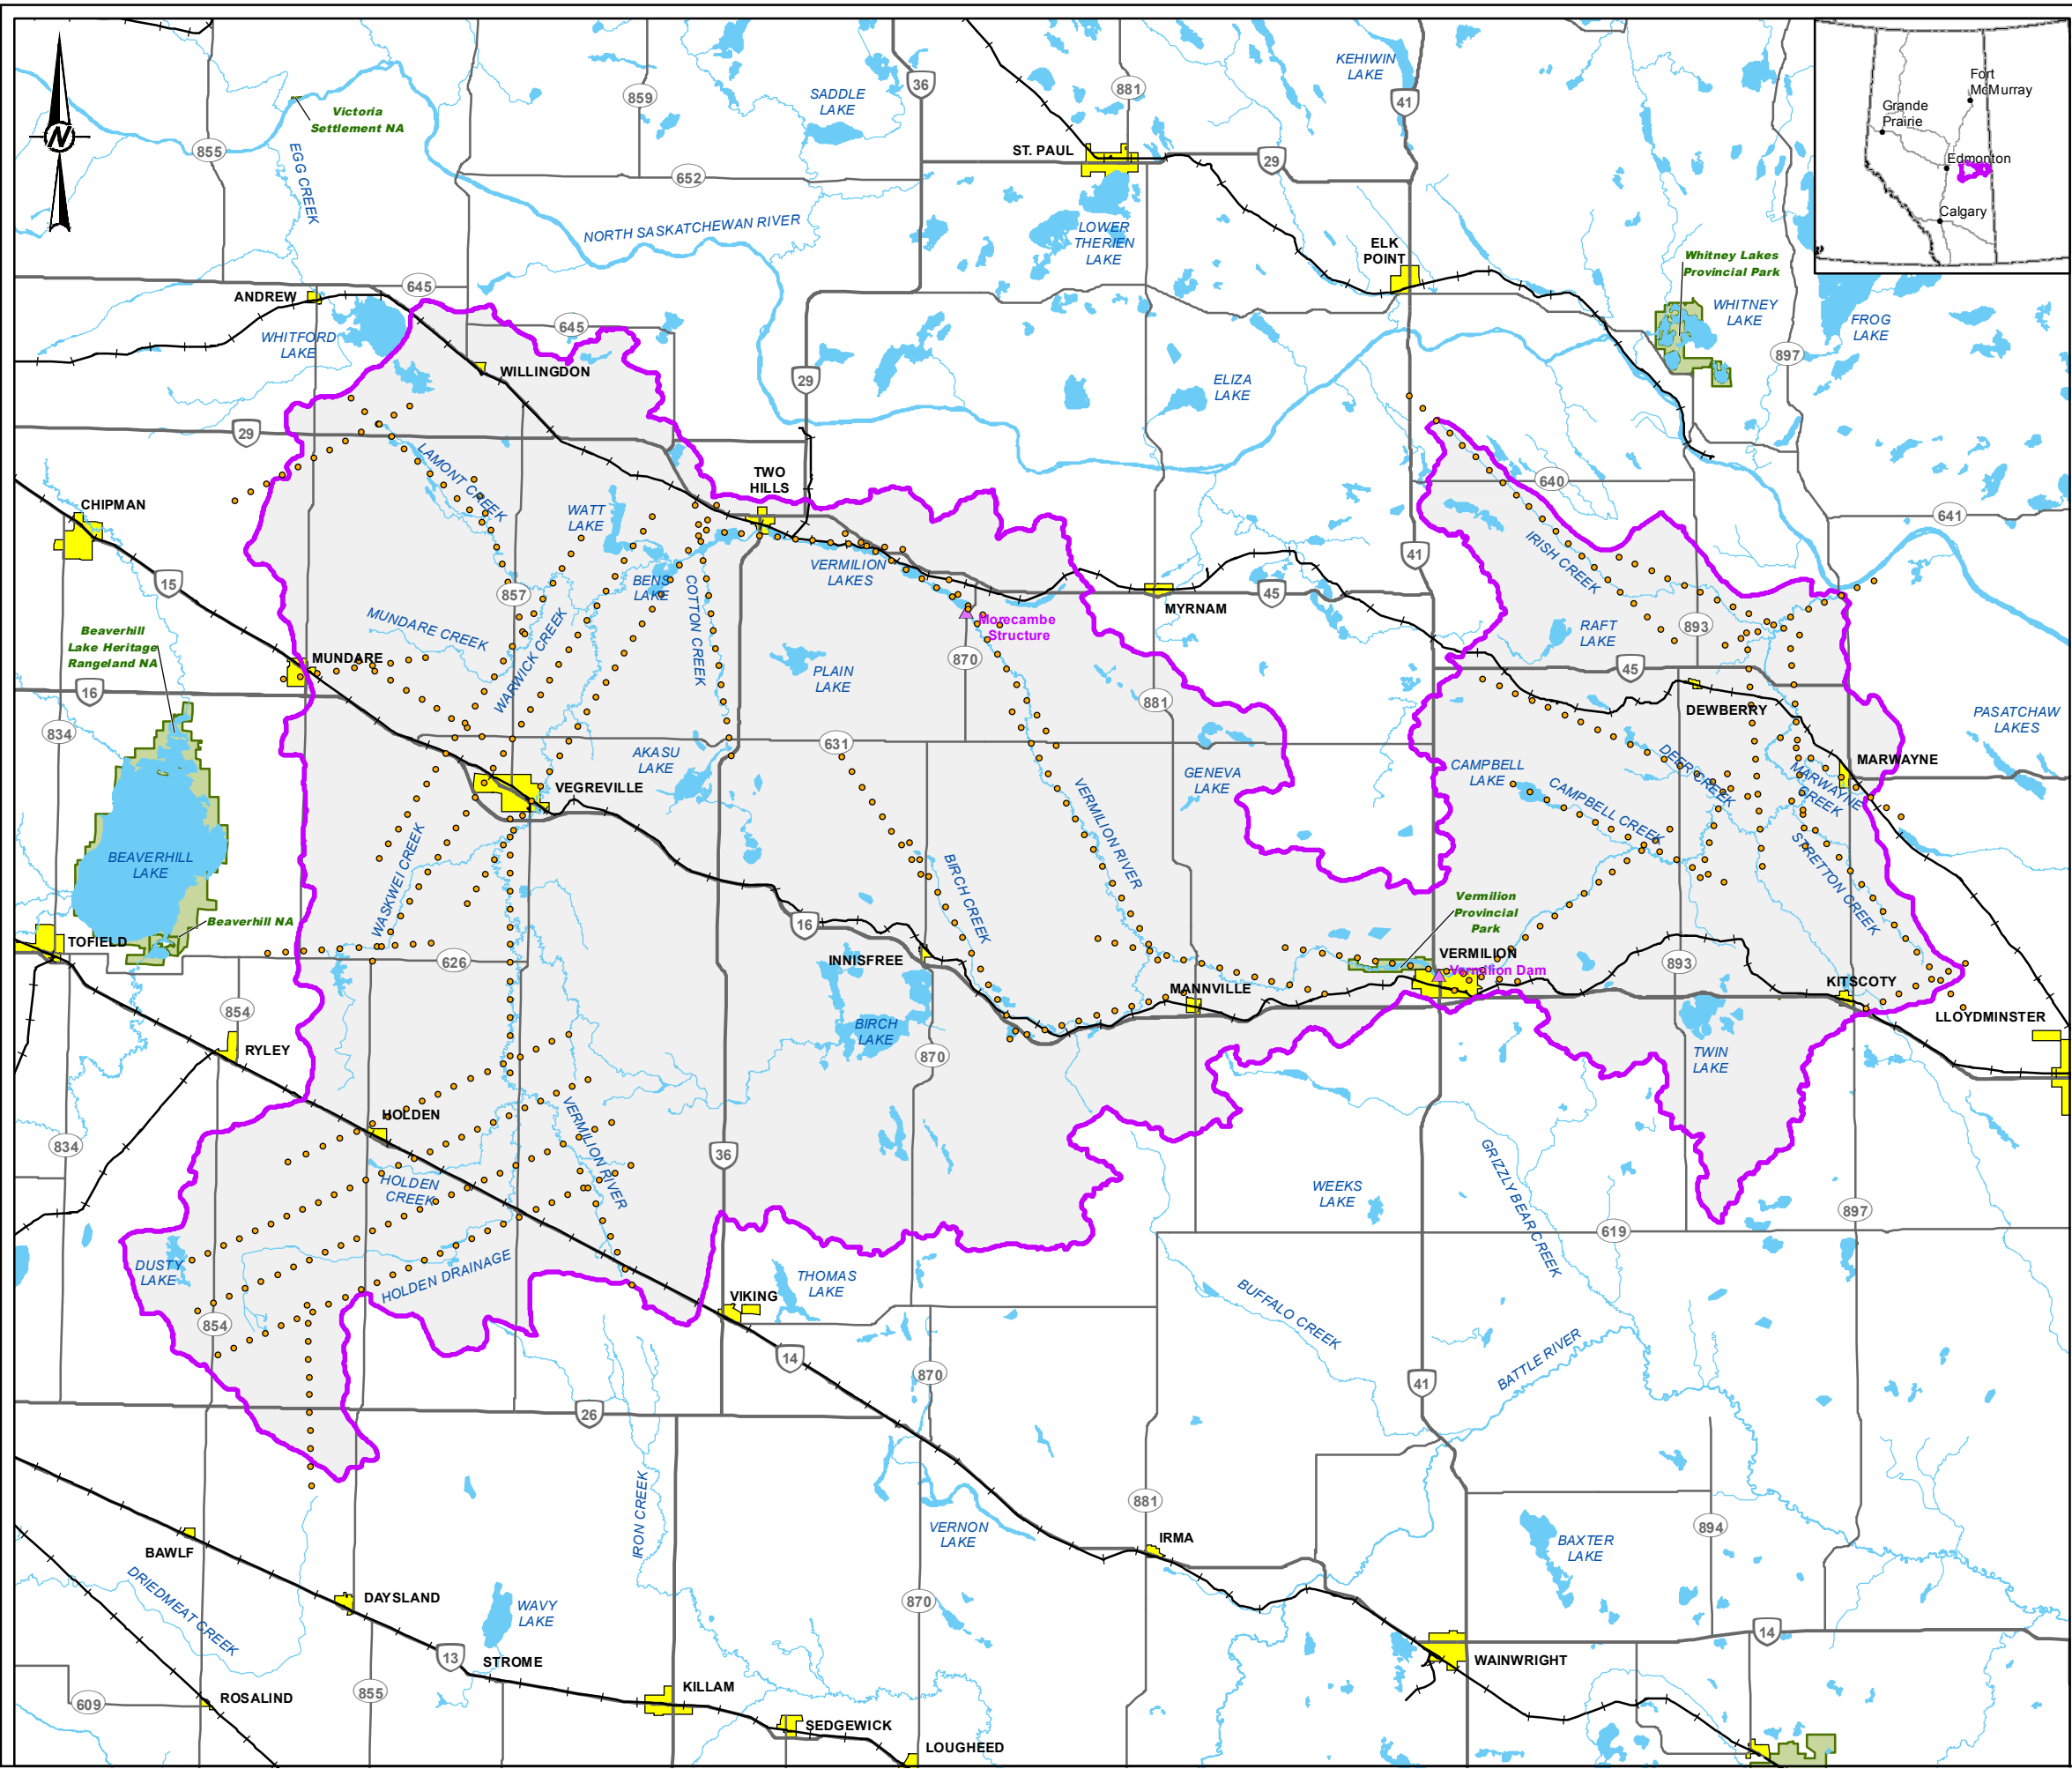 N
Victoria
Settlement NA
EGG CREEK
855
859
SADDLE
LAKE
36
881
KEHIWIN
LAKE
41
Fort
McMurray
Grande
Prairie
Edmonton
Calgary
ST. PAUL
29
652
NORTH SASKATCHEWAN RIVER
LOWER
THERIEN
LAKE
ELK
POINT
Whitney Lakes
Provincial Park
WHITNEY
LAKE
FROG
LAKE
645
ANDREW
WHITFORD
LAKE
645
WILLINGDON
29
ELIZA
LAKE
897
29
LAMONT CREEK
TWO
HILLS
640
641
CHIPMAN
WATT
LAKE
15
857
BENS
LAKE
COTTON CREEK
VERMILION
LAKES
IRISH CREEK
41
45
MYRNAM
Morecambe
Structure
MUNDARE CREEK
WARWICK CREEK
Beaverhill
Lake Heritage
Rangeland NA
MUNDARE
870
PLAIN
LAKE
893
RAFT
LAKE
45
16
881
DEWBERRY
PASATCHAW
LAKES
834
631
AKASU
LAKE
VEGREVILLE
GENEVA
LAKE
CAMPBELL
LAKE
CAMPBELL CREEK
DEER CREEK
MARWAYNE
MARWAYNE
CREEK
VERMILION RIVER
STRETTON CREEK
BEAVERHILL
LAKE
WASKWEI CREEK
BIRCH CREEK
Beaverhill NA
16
Vermilion
Provincial
Park
TOFIELD
626
INNISFREE
VERMILION
Vermilion Dam
893
MANNVILLE
KITSCOTY
854
LLOYDMINSTER
RYLEY
BIRCH
LAKE
870
TWIN
LAKE
HOLDEN
VERMILION RIVER
834
36
HOLDEN
CREEK
WEEKS
LAKE
GRIZZLY BEAR CREEK
897
619
DUSTY
LAKE
HOLDEN DRAINAGE
THOMAS
LAKE
VIKING
BUFFALO CREEK
854
14
BATTLE RIVER
870
41
26
IRON CREEK
881
894
VERNON
LAKE
IRMA
BAXTER
LAKE
BAWLF
DRIEDMEAT CREEK
DAYSLAND
WAVY
LAKE
870
14
13
STROME
WAINWRIGHT
609
ROSALIND
855
KILLAM
SEDGEWICK
LOUGHEED